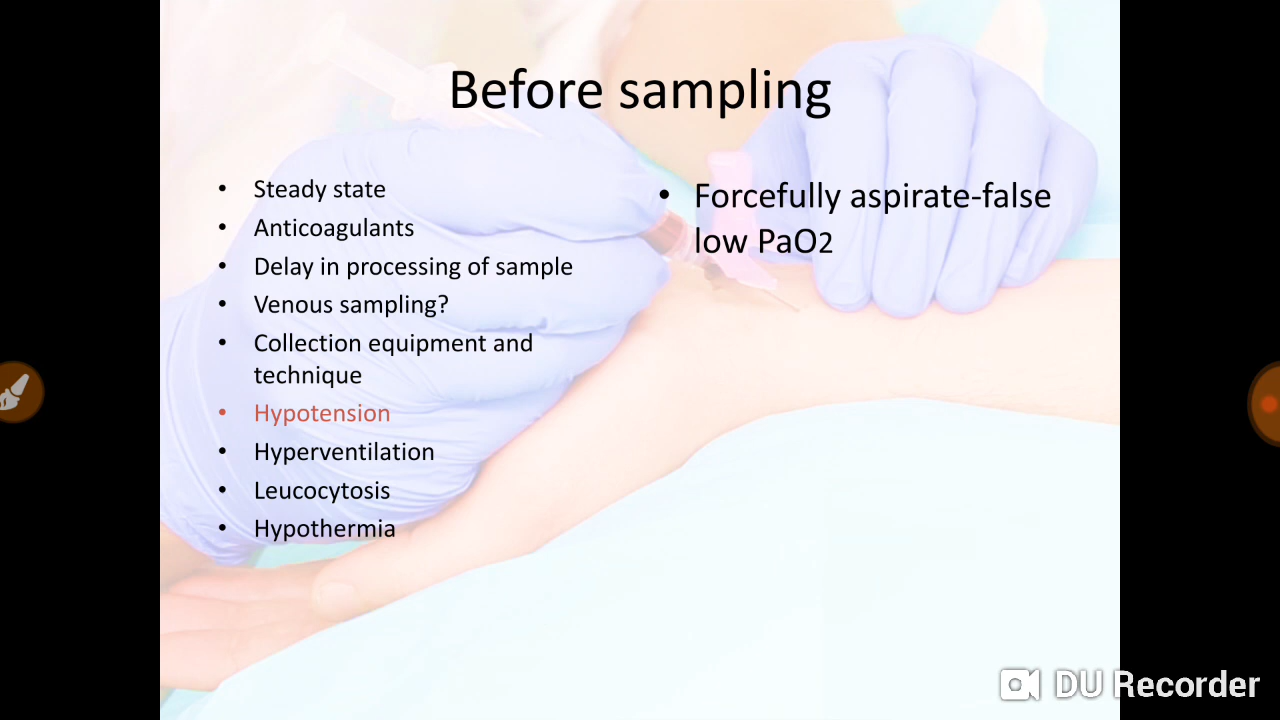 Before sampling
• Steady state
• Anticoagulants
• Delay in processing of sample
• Venous sampling?
• Collection equipment and
technique
• Hypotension
• Hyperventilation
• Leucocytosis
• Hypothermia
• Forcefully aspirate-false
low PaO2
DU Recorder